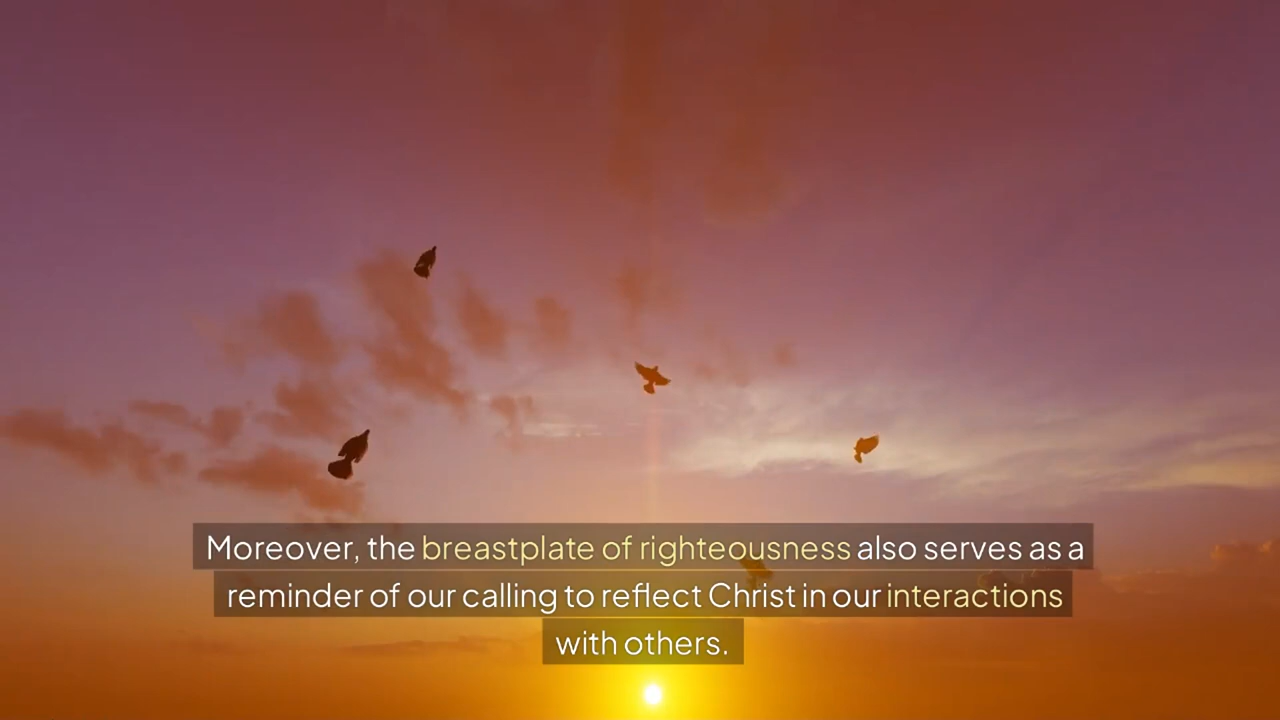 Moreover, the breastplate of righteousness also serves as a
reminder of our calling to reflect Christ in our interactions
with others.